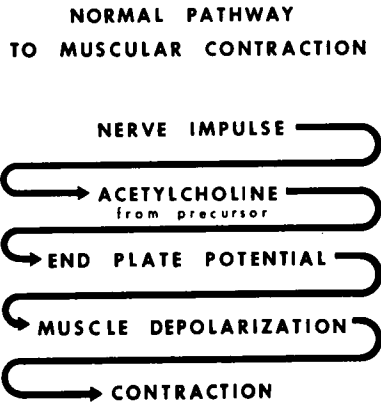 NORMAL PATHWAY
TO MUSCULAR CONTRACTION
NERVE IMPULSE
ACETYLCHOLINE
from precursor
END PLATE POTENTIAL
MUSCLE DEPOLARIZATION
CONTRACTION